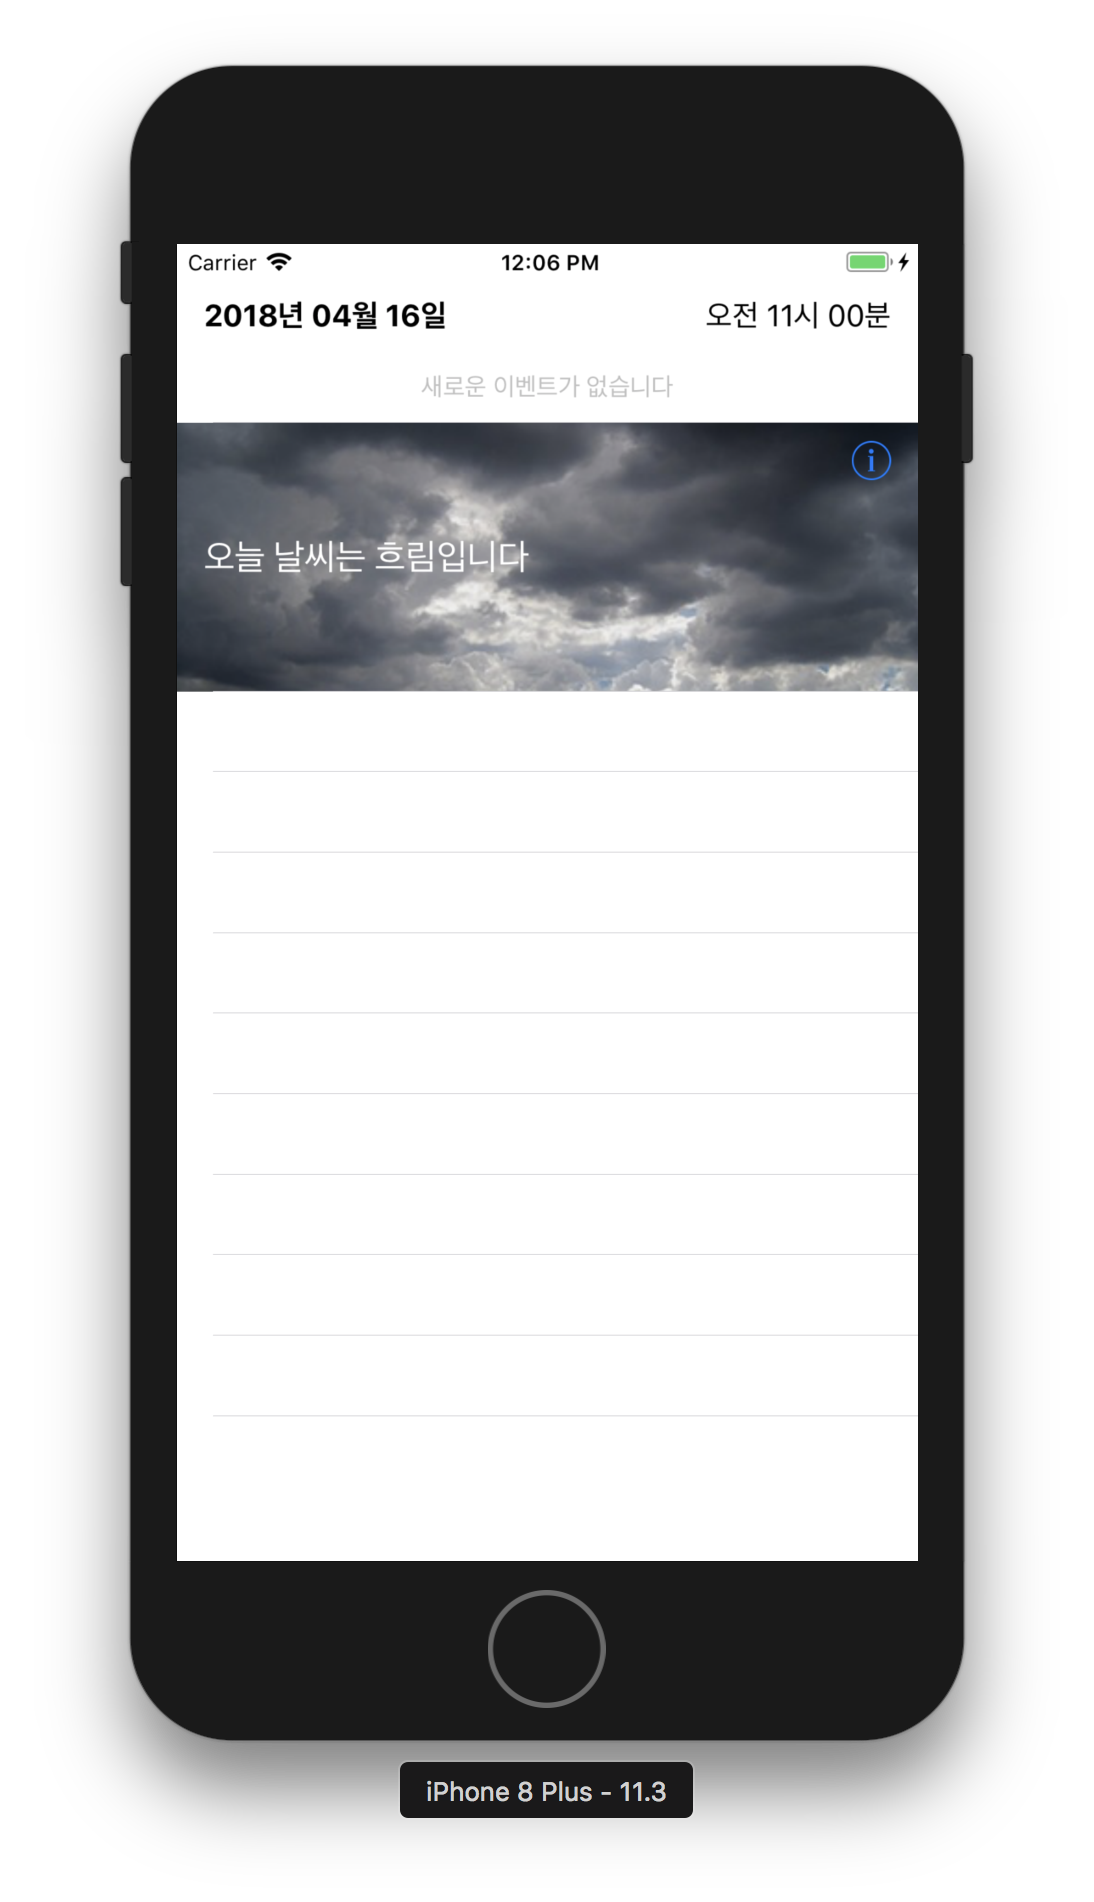 Carrier 12:06 PM
2018년 04월 16일 오전 11시 00분
새로운 이벤트가 없습니다
i
오늘 날씨는 흐림입니다
iPhone 8 Plus - 11.3